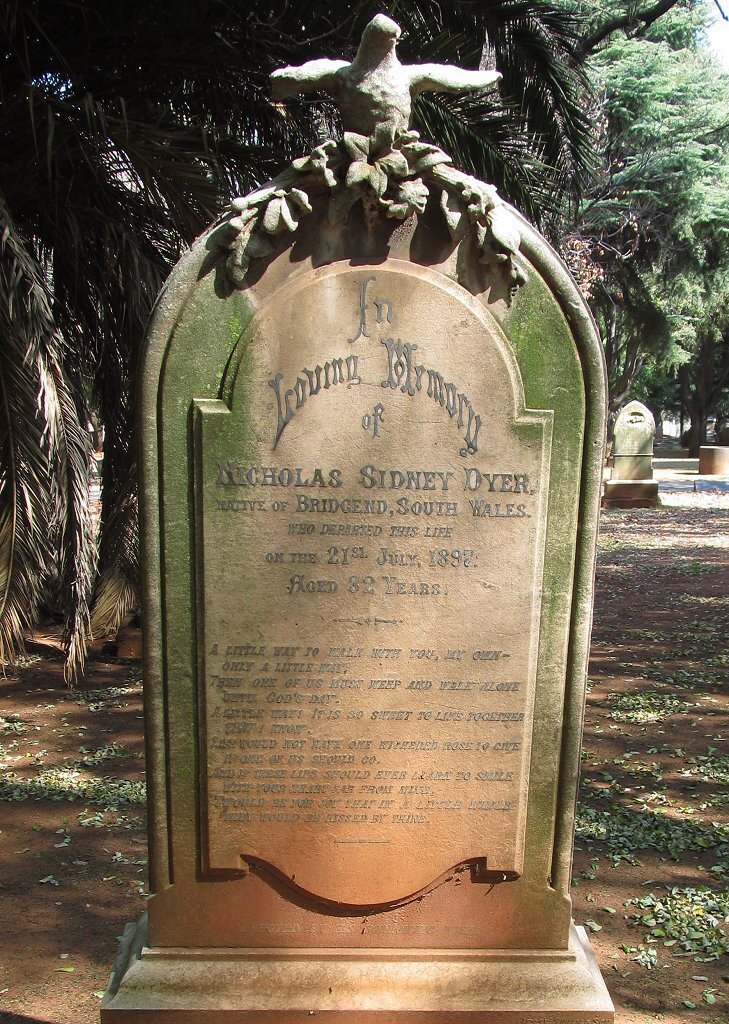 In
Loving Memory
of
NICHOLAS SIDNEY DYER,
NATIVE OF BRIDGEND, SOUTH WALES.
WHO DEPARTED THIS LIFE
ON THE 21ST JULY, 1897.
AGED 32 YEARS.
A LITTLE WAY TO WALK WITH YOU, MY OWN–
ONLY A LITTLE WAY;
THEN ONE OF US MUST WEEP AND WALK ALONE
UNTIL GOD'S DAY.
A LITTLE WAY! IT IS SO SWEET TO LIVE TOGETHER
THAT I KNOW
LIFE WOULD NOT HAVE ONE WITHERED ROSE TO GIVE
IF ONE OF US SHOULD GO.
AND IF THESE LIPS SHOULD EVER LEARN TO SMILE
WITH YOUR HEART FAR FROM MINE,
'TWOULD BE FOR JOY THAT IN A LITTLE WHILE
THEY WOULD BE KISSED BY THINE.
ERECTED BY HIS